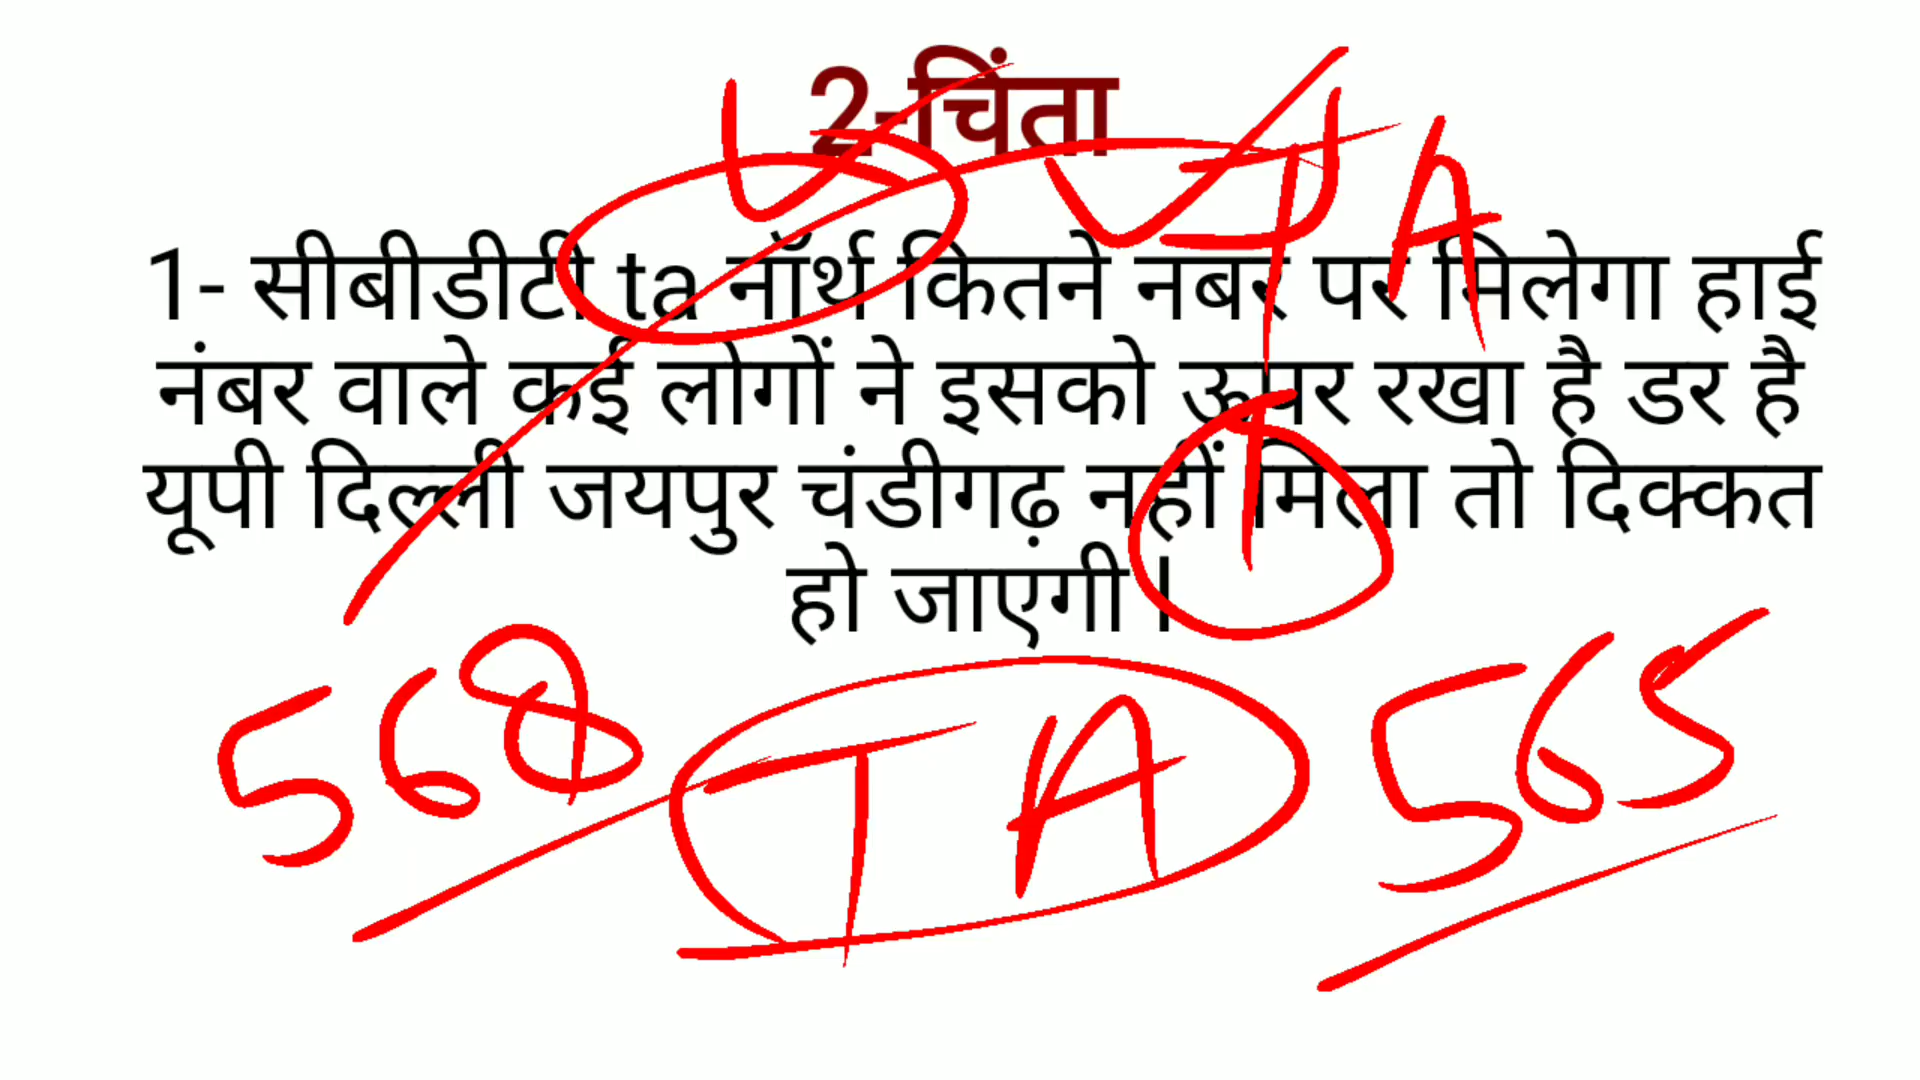 2-चिंता
1- सीबीडीटी ta नॉर्थ कितने नबर पर मिलेगा हाई
नंबर वाले कई लोगों ने इसको ऊपर रखा है डर है
यूपी दिल्ली जयपुर चंडीगढ़ नहीं मिला तो दिक्कत
हो जाएंगी l
TA
568 TA 565